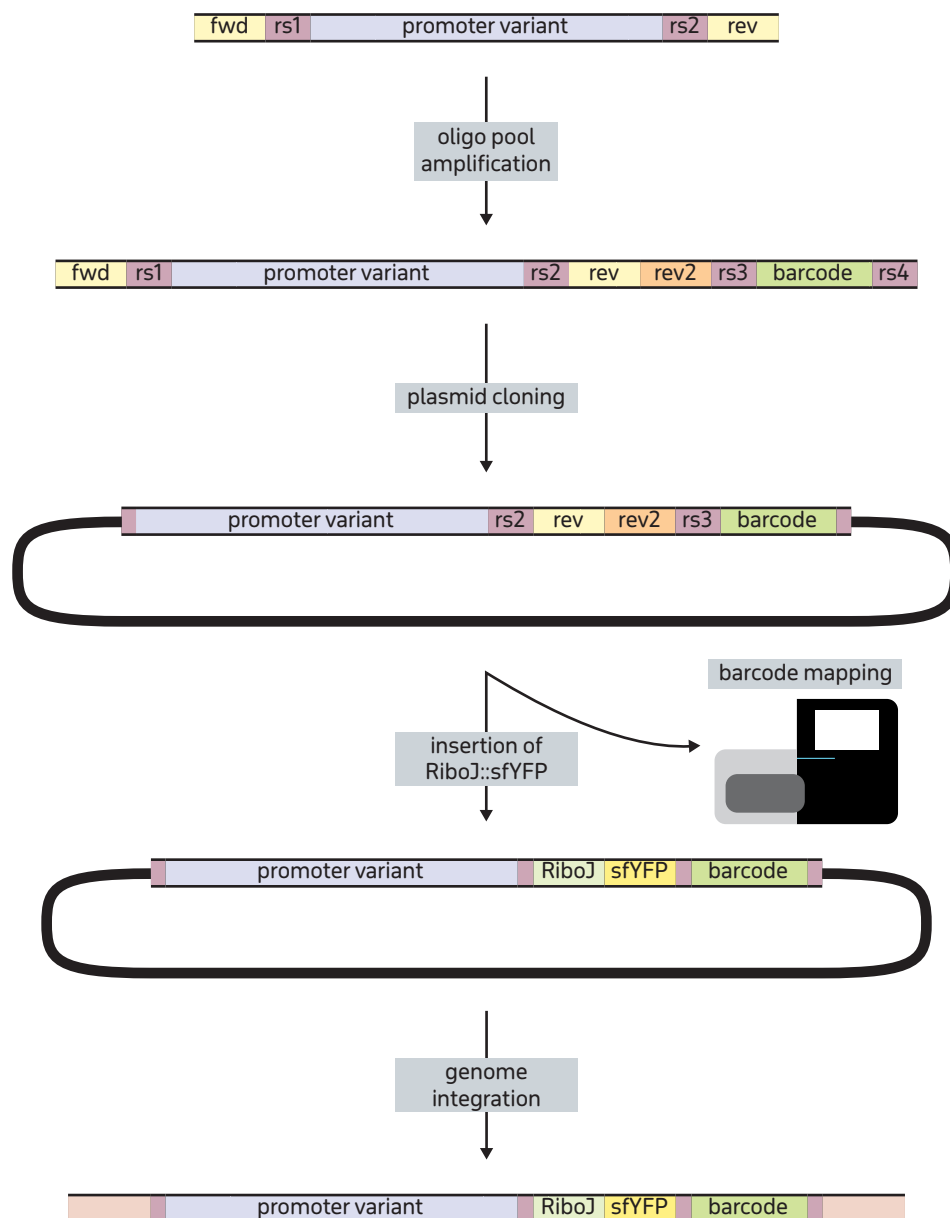 fwd rs1 promoter variant rs2 rev
oligo pool
amplification
fwd rs1 promoter variant rs2 rev rev2 rs3 barcode rs4
plasmid cloning
promoter variant rs2 rev rev2 rs3 barcode
barcode mapping
insertion of
RiboJ::sfYFP
promoter variant RiboJ sfYFP barcode
genome
integration
promoter variant RiboJ sfYFP barcode